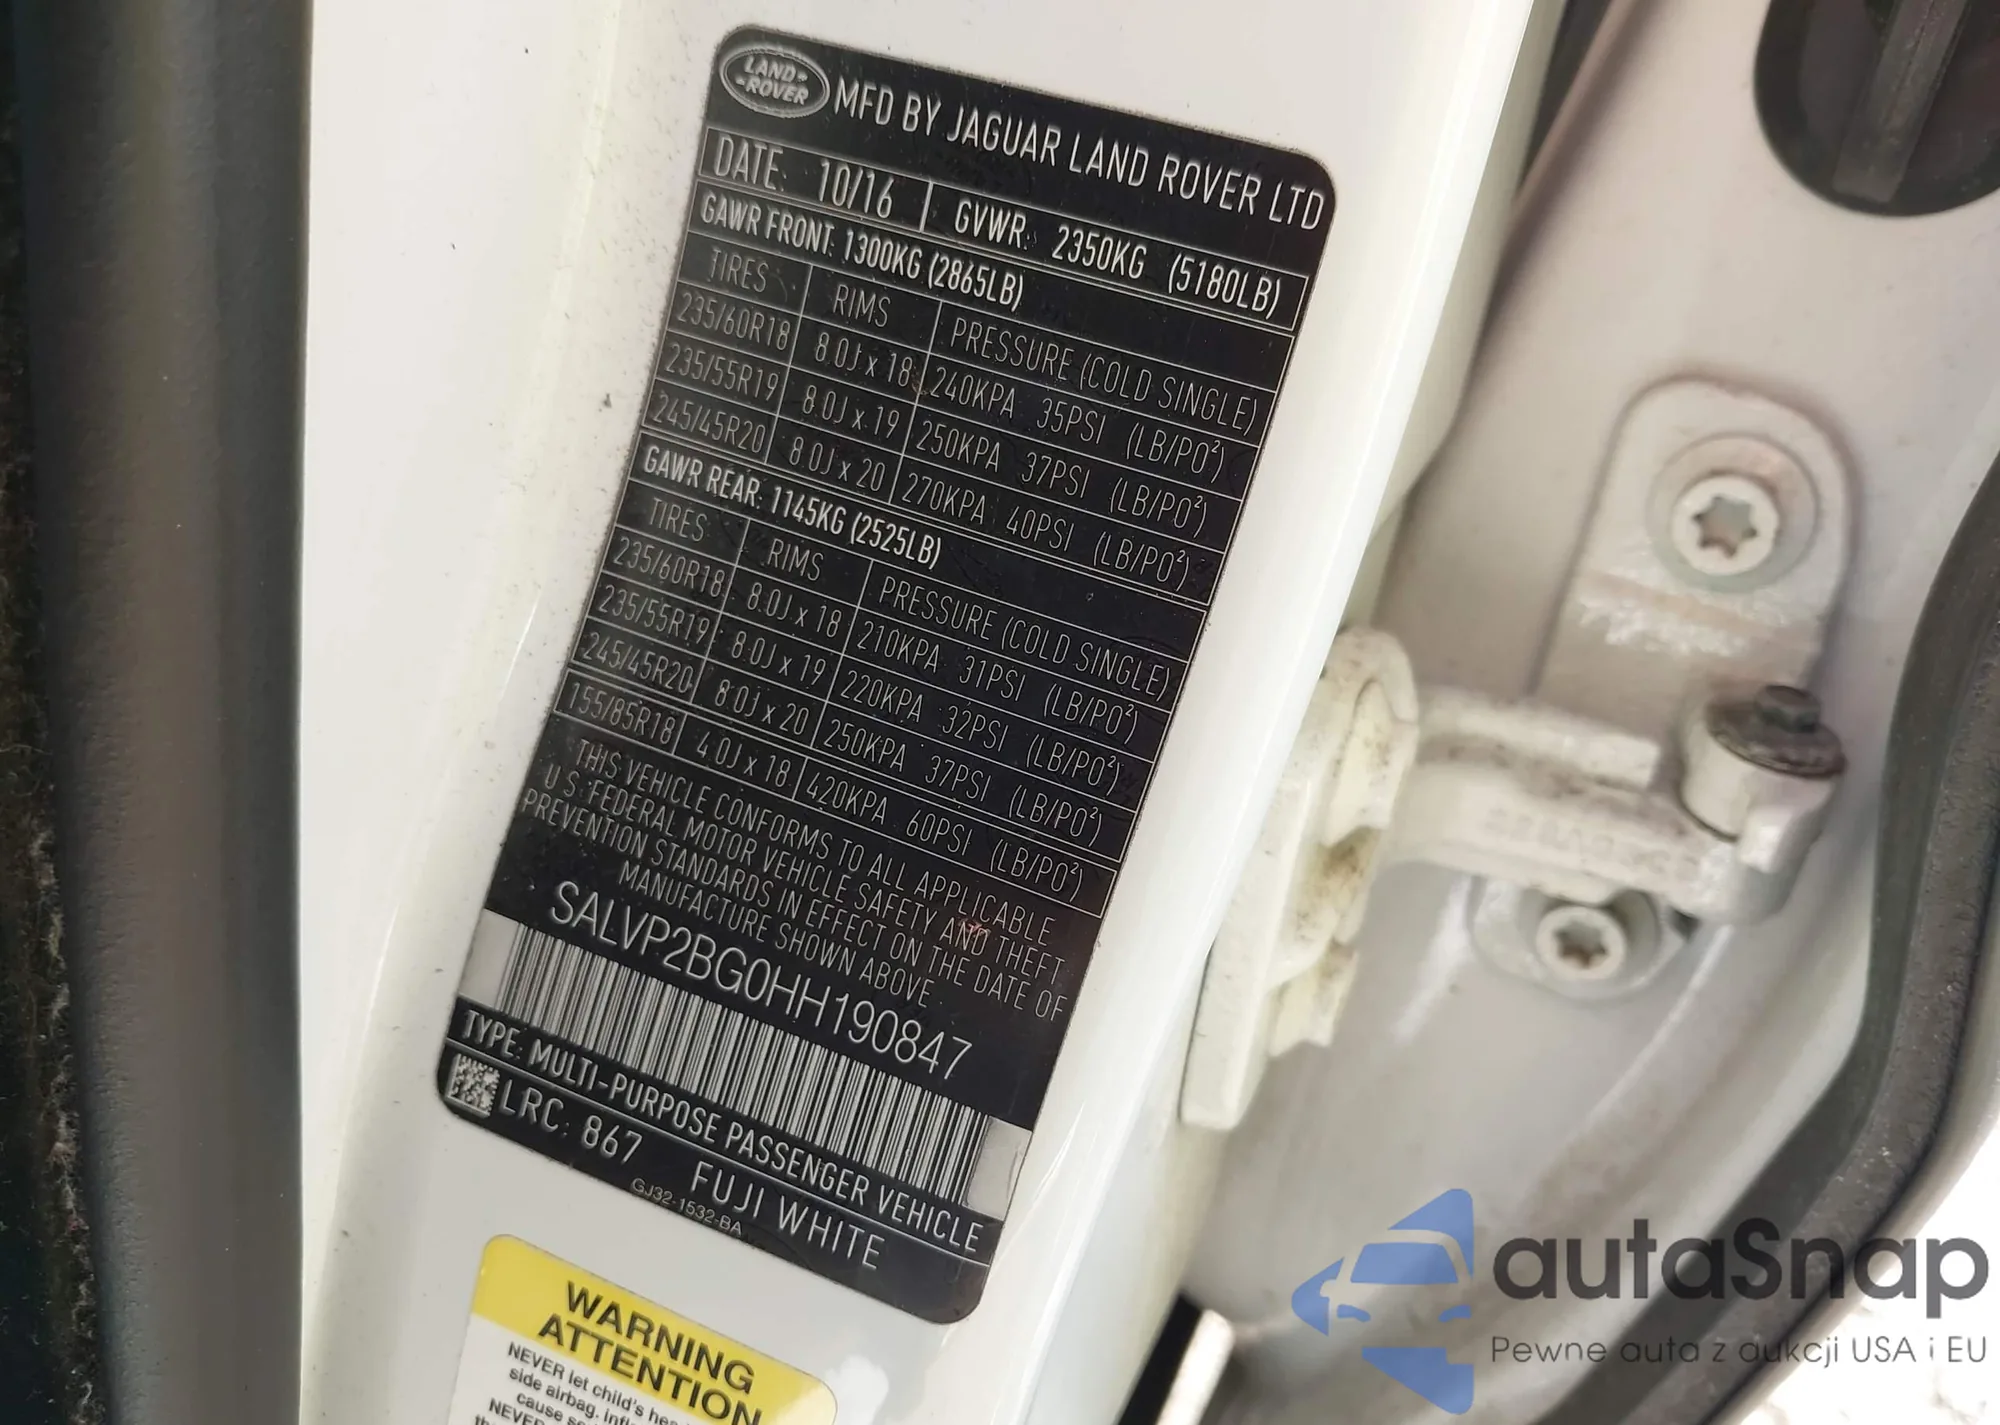 LAND-
-ROVER
MFD BY JAGUAR LAND ROVER LTD
DATE: 10/16 GVWR: 2350KG (5180LB)
GAWR FRONT: 1300KG (2865LB)
TIRES RIMS PRESSURE (COLD SINGLE)
235/60R18 8.0J x 18 240KPA 35PSI (LB/PO²)
235/55R19 8.0J x 19 250KPA 37PSI (LB/PO²)
245/45R20 8.0J x 20 270KPA 40PSI (LB/PO²)
GAWR REAR: 1145KG (2525LB)
TIRES RIMS PRESSURE (COLD SINGLE)
235/60R18 8.0J x 18 210KPA 31PSI (LB/PO²)
235/55R19 8.0J x 19 220KPA 32PSI (LB/PO²)
245/45R20 8.0J x 20 250KPA 37PSI (LB/PO²)
155/85R18 4.0J x 18 420KPA 60PSI (LB/PO²)
THIS VEHICLE CONFORMS TO ALL APPLICABLE
U.S.FEDERAL MOTOR VEHICLE SAFETY AND THEFT
PREVENTION STANDARDS IN EFFECT ON THE DATE OF
MANUFACTURE SHOWN ABOVE
SALVP2BG0HH190847
TYPE: MULTI-PURPOSE PASSENGER VEHICLE
LRC: 867 FUJI WHITE
GJ32-1532-BA
WARNING
ATTENTION
NEVER let child's
side airbag.
cause
NEVER
autaSnap
Pewne auta z aukcji USA i EU